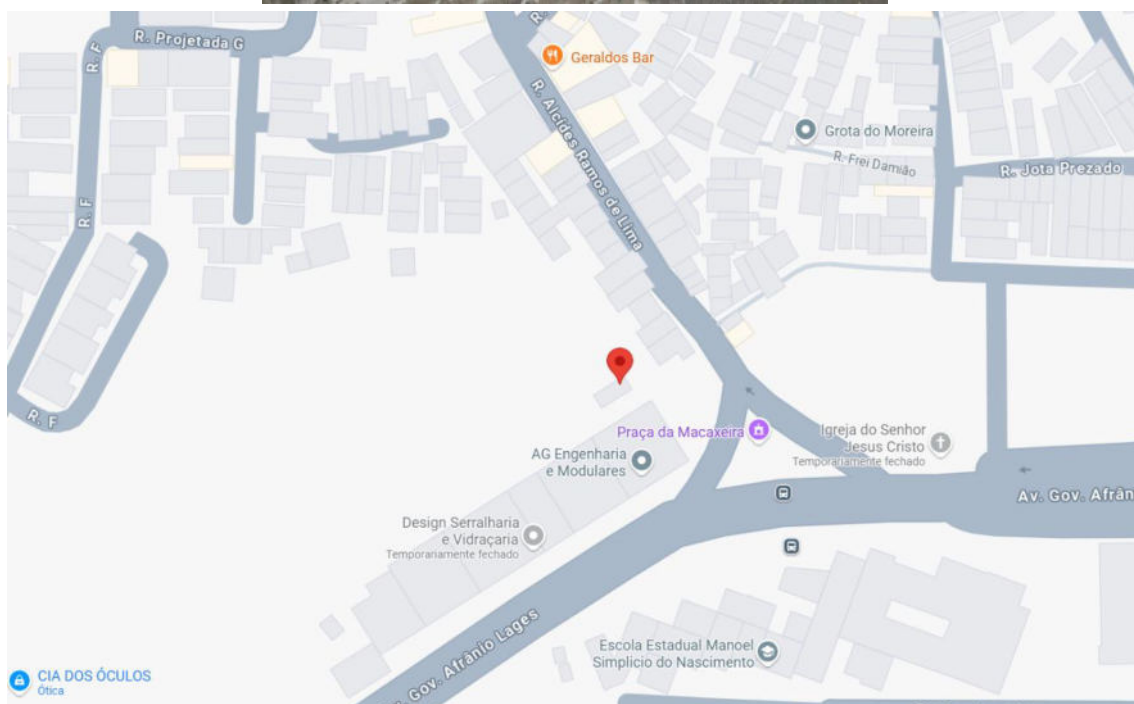 R. F
R. Projetada G
R.
Geraldos Bar
R. Alcides Ramos de Lima
Grota do Moreira
R. Frei Damião
R. Jota Prezado
R. F
R. F
Praça da Macaxeira
Igreja do Senhor
Jesus Cristo
Temporariamente fechado
AG Engenharia
e Modulares
Av. Gov. Afrân
Design Serralharia
e Vidraçaria
Temporariamente fechado
Gov. Afrânio Lages
Escola Estadual Manoel
Simplicio do Nascimento
CIA DOS ÓCULOS
Ótica